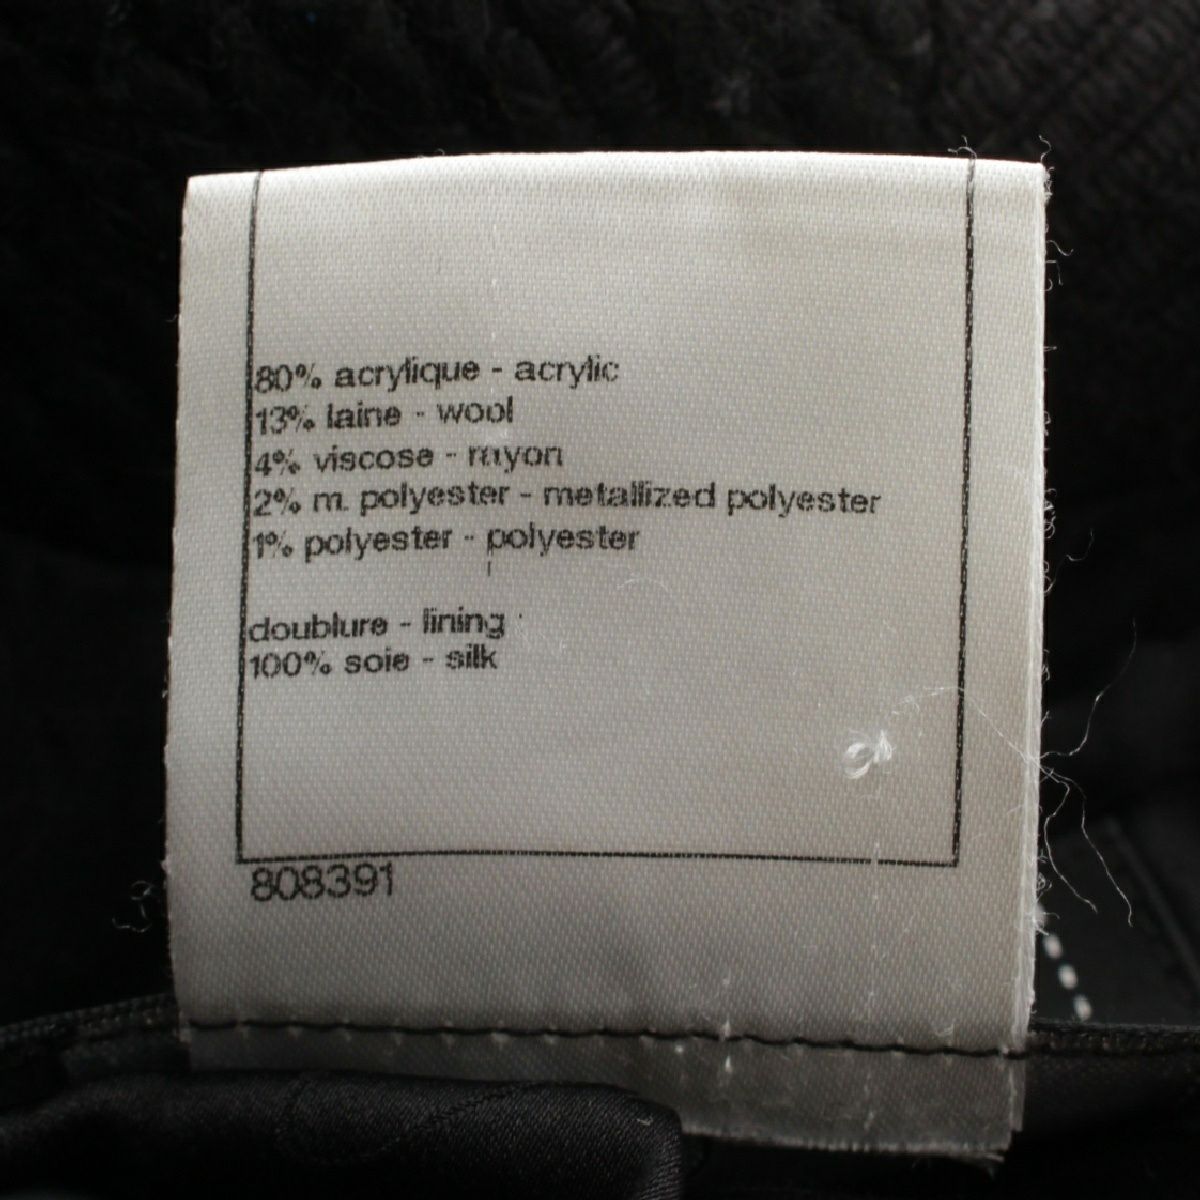 80% acrylique - acrylic
13% laine - wool
4% viscose - rayon
2% m. polyester - metallized polyester
1% polyester - polyester
doublure - lining
100% soie - silk
808391